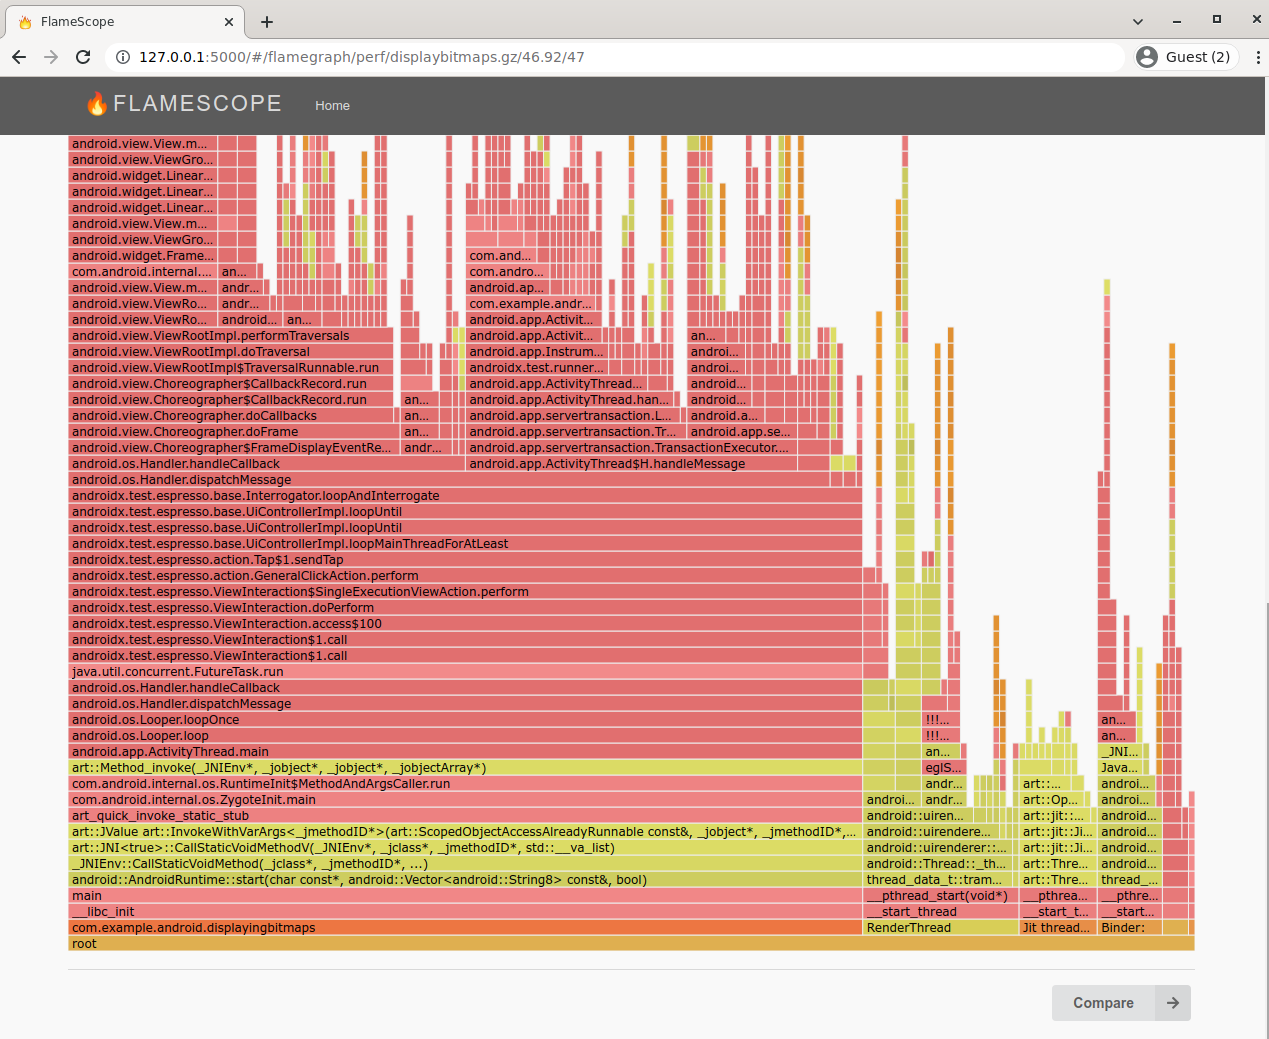 FlameScope
127.0.0.1:5000/#/flamegraph/perf/displaybitmaps.gz/46.92/47
Guest (2)
FLAMESCOPE Home
android.view.View.m...
android.view.ViewGro...
android.widget.Linear...
android.widget.Linear...
android.widget.Linear...
android.view.View.m...
android.view.ViewGro...
android.widget.Frame... com.and...
com.android.internal.... an... com.andro...
android.view.View.m... andr... android.ap...
android.view.ViewRo... andr... com.example.andr...
android.view.ViewRo... android... an... android.app.Activit...
android.view.ViewRootImpl.performTraversals android.app.Activit... an...
android.view.ViewRootImpl.doTraversal android.app.Instrum... androi...
android.view.ViewRootImpl$TraversalRunnable.run androidx.test.runner... androi...
android.view.Choreographer$CallbackRecord.run android.app.ActivityThread... android...
android.view.Choreographer$CallbackRecord.run an... android.app.ActivityThread.han... android...
android.view.Choreographer.doCallbacks an... android.app.servertransaction.L... android.a...
android.view.Choreographer.doFrame an... android.app.servertransaction.Tr... android.app.se...
android.view.Choreographer$FrameDisplayEventRe... andr... android.app.servertransaction.TransactionExecutor....
android.os.Handler.handleCallback android.app.ActivityThread$H.handleMessage
android.os.Handler.dispatchMessage
androidx.test.espresso.base.Interrogator.loopAndInterrogate
androidx.test.espresso.base.UiControllerImpl.loopUntil
androidx.test.espresso.base.UiControllerImpl.loopUntil
androidx.test.espresso.base.UiControllerImpl.loopMainThreadForAtLeast
androidx.test.espresso.action.Tap$1.sendTap
androidx.test.espresso.action.GeneralClickAction.perform
androidx.test.espresso.ViewInteraction$SingleExecutionViewAction.perform
androidx.test.espresso.ViewInteraction.doPerform
androidx.test.espresso.ViewInteraction.access$100
androidx.test.espresso.ViewInteraction$1.call
androidx.test.espresso.ViewInteraction$1.call
java.util.concurrent.FutureTask.run
android.os.Handler.handleCallback
android.os.Handler.dispatchMessage
android.os.Looper.loopOnce !!!... an...
android.os.Looper.loop !!!... an...
android.app.ActivityThread.main an... _JNI...
art::Method_invoke(_JNIEnv*, _jobject*, _jobject*, _jobjectArray*) eglS... Java...
com.android.internal.os.RuntimeInit$MethodAndArgsCaller.run andr... art::... androi...
com.android.internal.os.ZygoteInit.main androi... andr... art::Op... androi...
art_quick_invoke_static_stub android::uiren... art::jit::... android...
art::JValue art::InvokeWithVarArgs<_jmethodID*>(art::ScopedObjectAccessAlreadyRunnable const&, _jobject*, _jmethodID*,... android::uirendere... art::jit::Ji... android...
art::JNI<true>::CallStaticVoidMethodV(_JNIEnv*, _jclass*, _jmethodID*, std::__va_list) android::uirenderer::... art::jit::Ji... android...
_JNIEnv::CallStaticVoidMethod(_jclass*, _jmethodID*, ...) android::Thread::_th... art::Thre... android...
android::AndroidRuntime::start(char const*, android::Vector<android::String8> const&, bool) thread_data_t::tram... art::Thre... thread_...
main __pthread_start(void*) __pthrea... __pthre...
__libc_init __start_thread __start_t... __start...
com.example.android.displayingbitmaps RenderThread Jit thread... Binder:
root
Compare